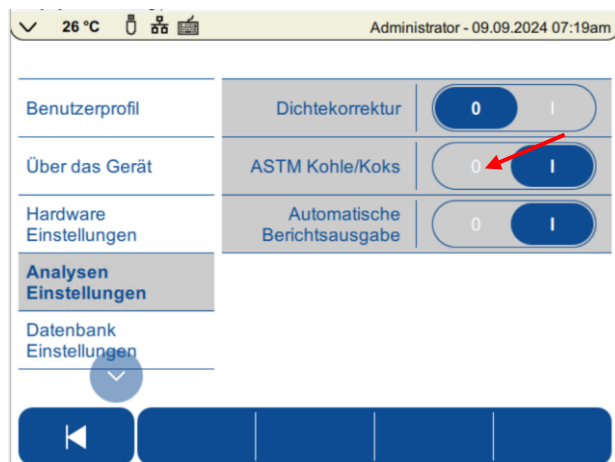 26 °C
Administrator - 09.09.2024 07:19am
Benutzerprofil
Dichtekorrektur
0 I
Über das Gerät
ASTM Kohle/Koks
0 I
Hardware
Einstellungen
Automatische
Berichtsausgabe
0 I
Analysen
Einstellungen
Datenbank
Einstellungen